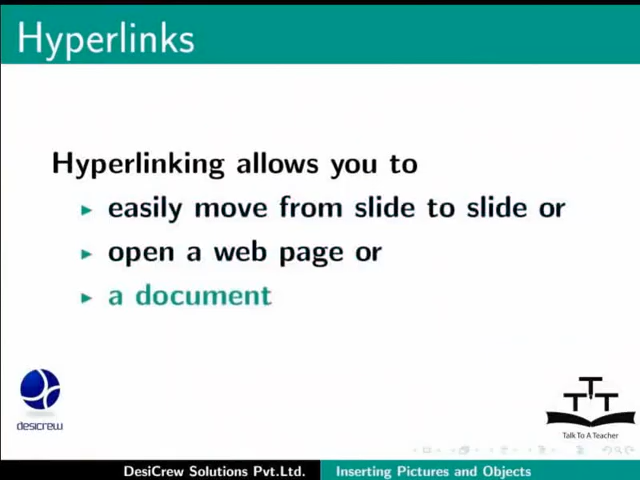 Hyperlinks
Hyperlinking allows you to
easily move from slide to slide or
open a web page or
a document
desicrew
TTT
Talk To A Teacher
DesiCrew Solutions Pvt.Ltd.
Inserting Pictures and Objects